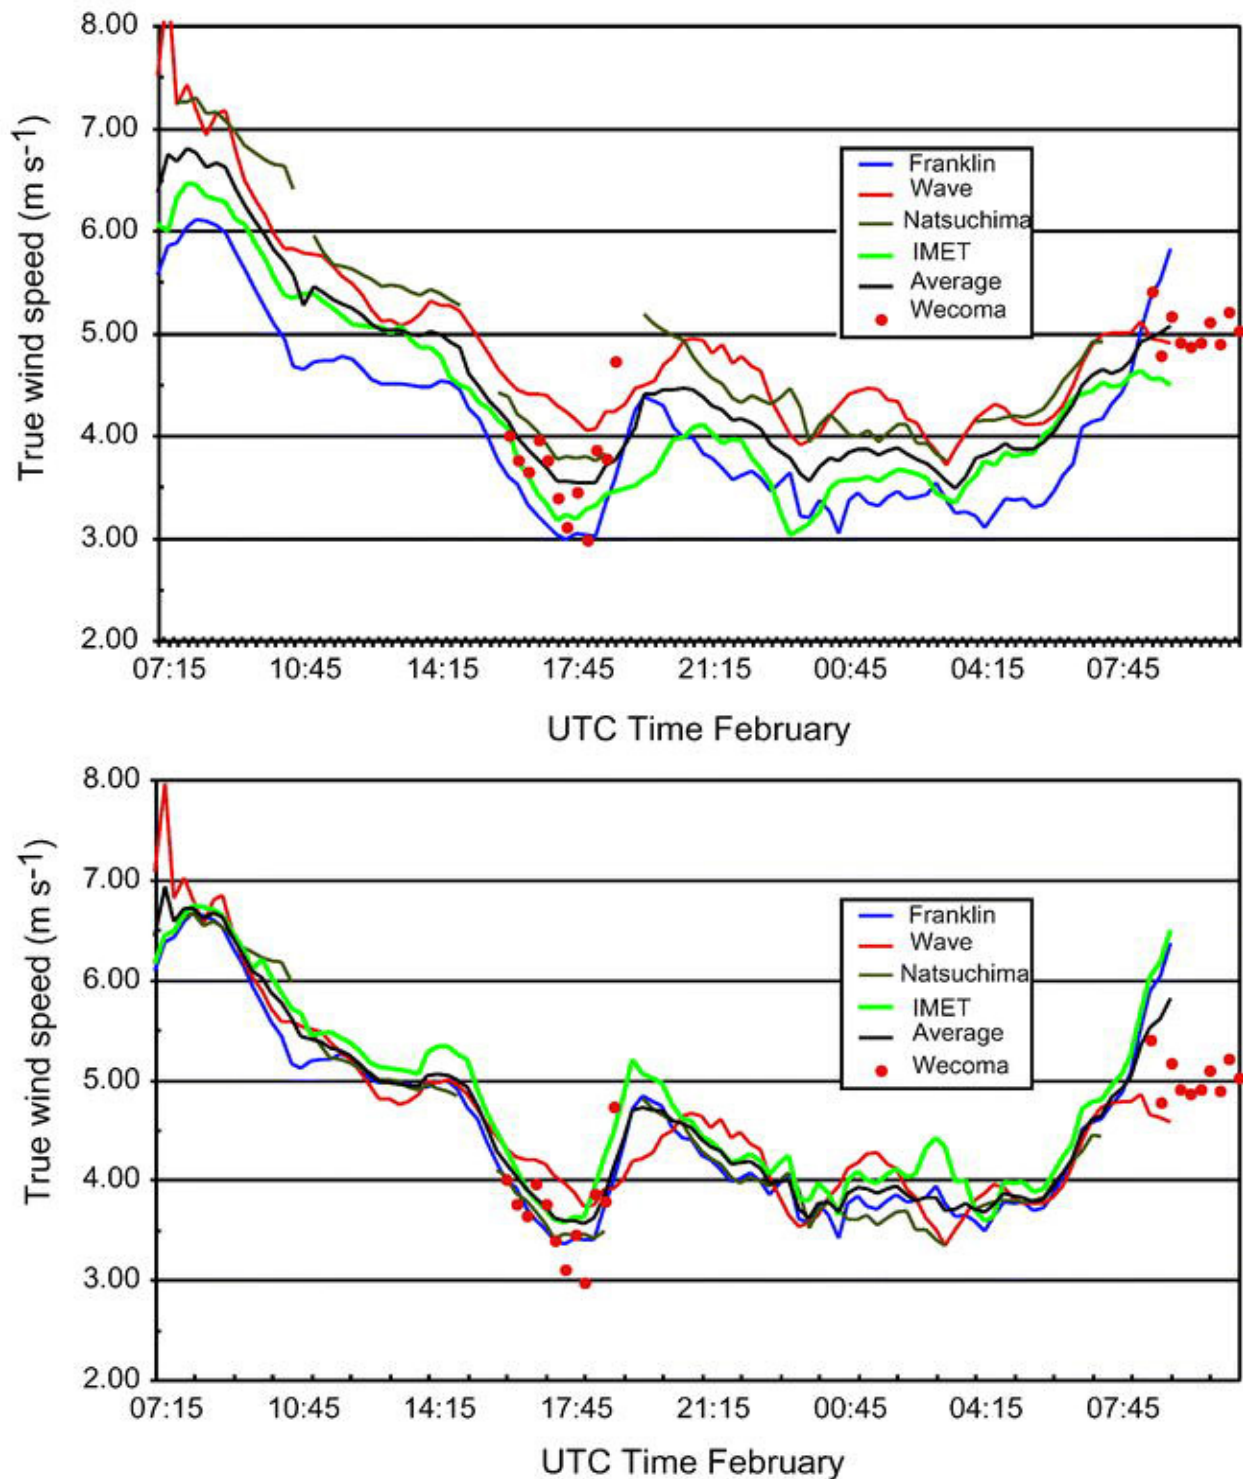 8.00
7.00
6.00
5.00
4.00
3.00
2.00
True wind speed (m s-1)
Franklin
Wave
Natsuchima
IMET
Average
Wecoma
07:15 10:45 14:15 17:45 21:15 00:45 04:15 07:45
UTC Time February
8.00
7.00
6.00
5.00
4.00
3.00
2.00
True wind speed (m s-1)
Franklin
Wave
Natsuchima
IMET
Average
Wecoma
07:15 10:45 14:15 17:45 21:15 00:45 04:15 07:45
UTC Time February